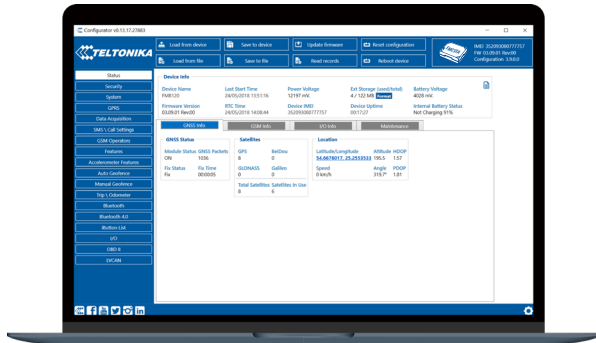 Configurator v0.13.17.27883
TELTONIKA
Load from device
Save to device
Update firmware
Reset configuration
Load from file
Save to file
Read records
Reboot device
FMC6A
IMEI 352093080777757
FW 03.09.01 Rev:00
Configuration 1.9.0.0
Status
Security
System
GPRS
Data Acquisition
SMS \ Call Settings
GSM Operators
Features
Accelerometer Features
Auto Geofence
Manual Geofence
Trip \ Odometer
Bluetooth
Bluetooth 4.0
iButton List
I/O
OBD II
LVCAN
Device Info
Device Name Last Start Time Power Voltage Ext Storage (used/total) Battery Voltage
FMB120 24/05/2018 13:51:16 12197 mV. 4 / 122 MB Format 4028 mV.
Firmware Version RTC Time Device IMEI Device Uptime Internal Battery Status
03.09.01 Rev:00 24/05/2018 14:08:44 352093080777757 00:17:27 Not Charging 91%
GNSS Info GSM Info I/O Info Maintenance
GNSS Status
Module Status GNSS Packets
ON 1036
Fix Status Fix Time
Fix 00:00:05
Satellites
GPS BeiDou
8 0
GLONASS Galileo
0 0
Total Satellites Satellites In Use
8 6
Location
Latitude/Longitude Altitude HDOP
54.6678017, 25.2553533 195.5 1.57
Speed Angle PDOP
0 km/h 319.7° 1.81